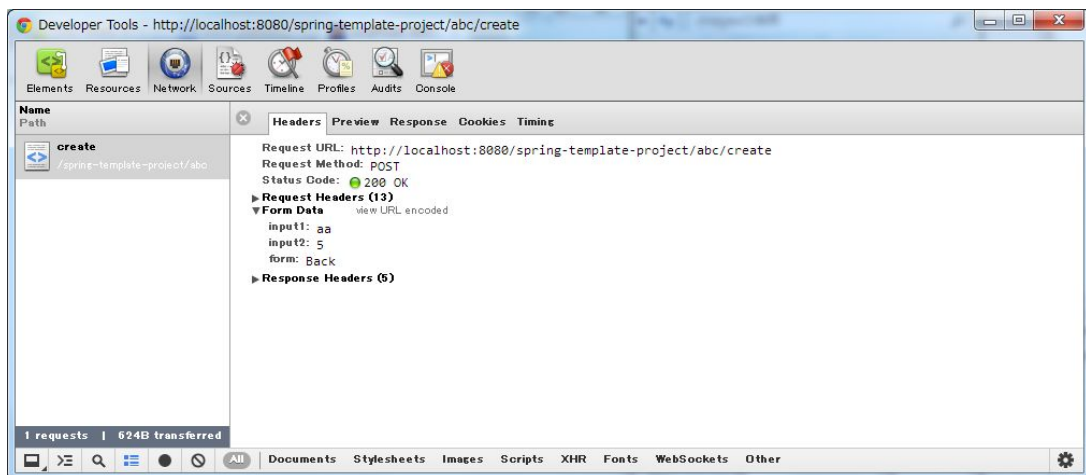 Developer Tools - http://localhost:8080/spring-template-project/abc/create
Elements Resources Network Sources Timeline Profiles Audits Console
Name
Path
Headers Preview Response Cookies Timing
create
/spring-template-project/abc
Request URL: http://localhost:8080/spring-template-project/abc/create
Request Method: POST
Status Code: 200 OK
Request Headers (13)
Form Data view URL encoded
input1: aa
input2: 5
form: Back
Response Headers (5)
1 requests | 624B transferred
All Documents Stylesheets Images Scripts XHR Fonts WebSockets Other